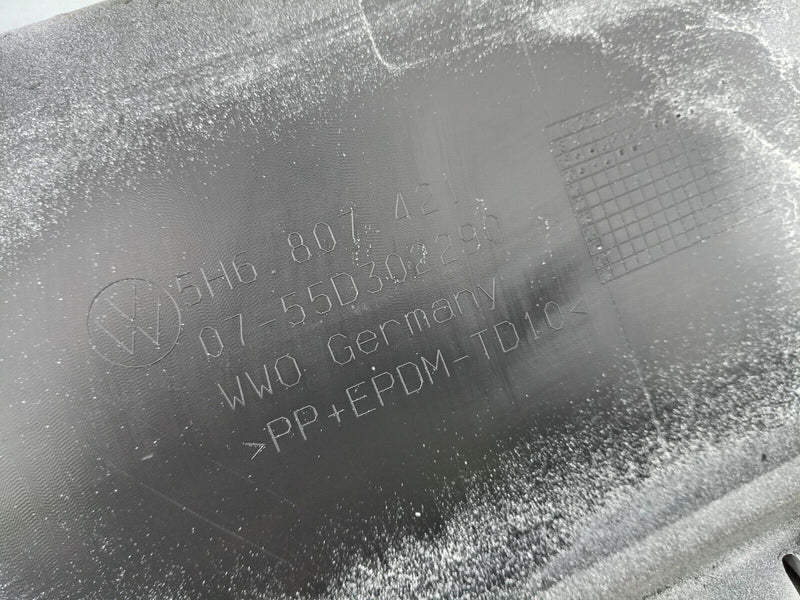 5H6 807 421
07-55D302290
WWO Germany
>PP+EPDM-TD10<